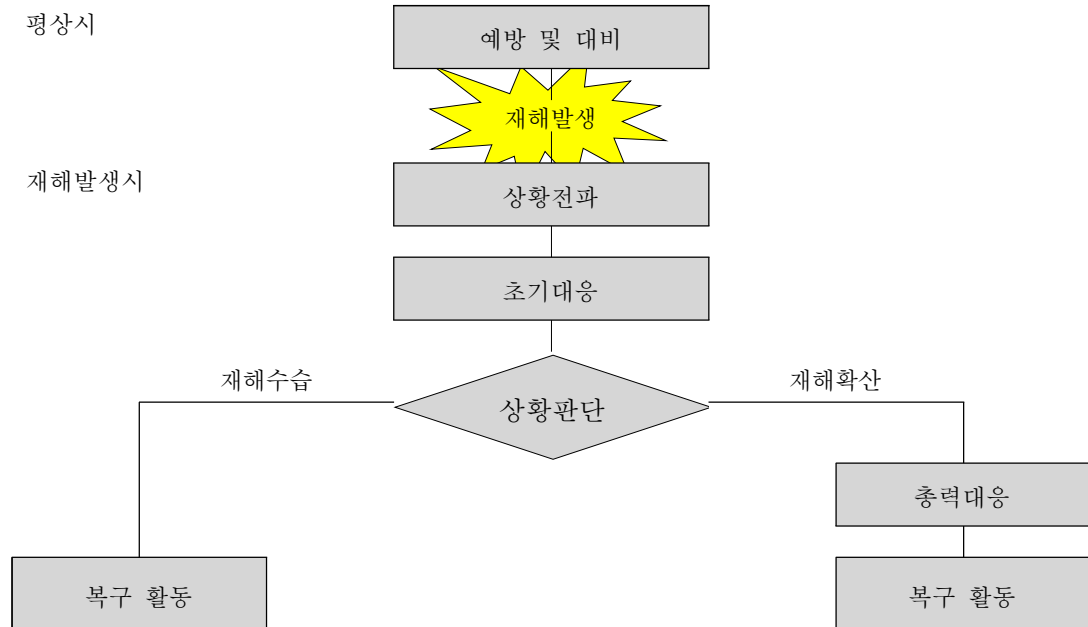 평상시
예방 및 대비
재해발생
재해발생시
상황전파
초기대응
재해수습
재해확산
상황판단
총력대응
복구 활동
복구 활동